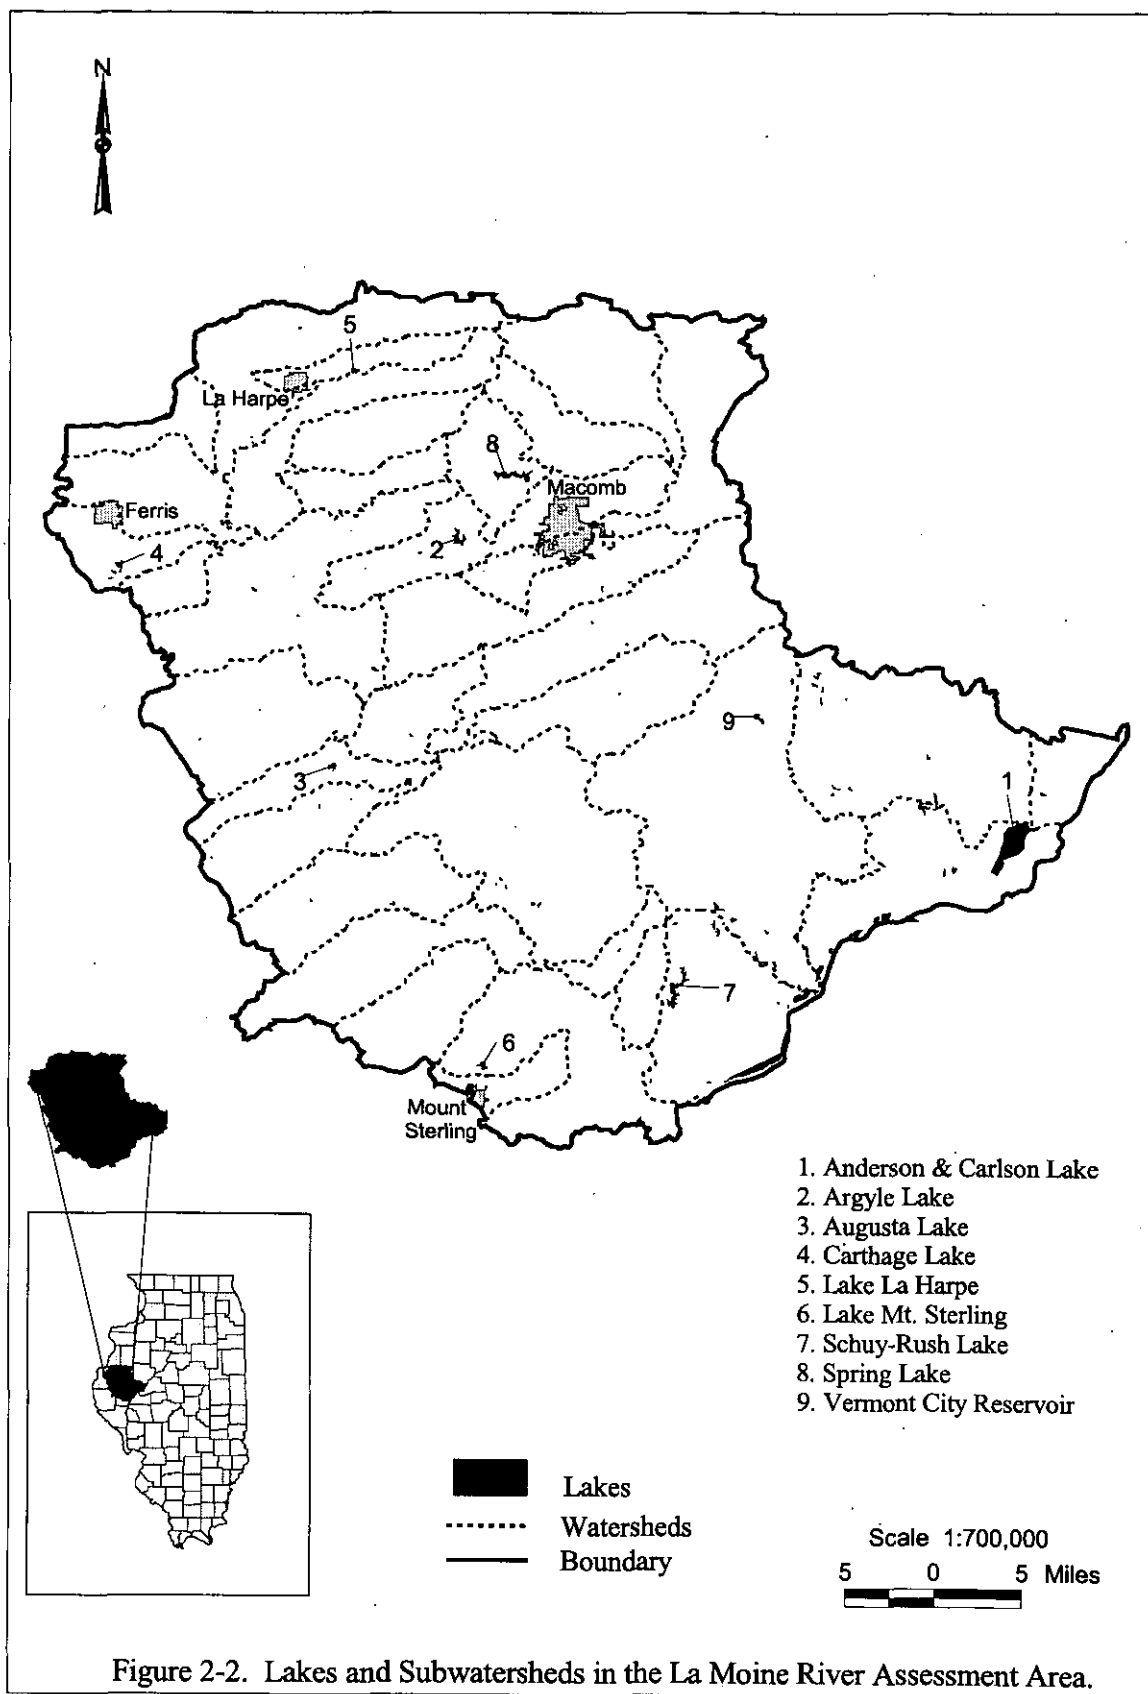 N
5
La Harpe
8
Macomb
Ferris
4
2
9
3
1
7
6
Mount
Sterling
1. Anderson & Carlson Lake
2. Argyle Lake
3. Augusta Lake
4. Carthage Lake
5. Lake La Harpe
6. Lake Mt. Sterling
7. Schuy-Rush Lake
8. Spring Lake
9. Vermont City Reservoir
Lakes
Watersheds
Boundary
Scale 1:700,000
5 0 5 Miles
Figure 2-2. Lakes and Subwatersheds in the La Moine River Assessment Area.